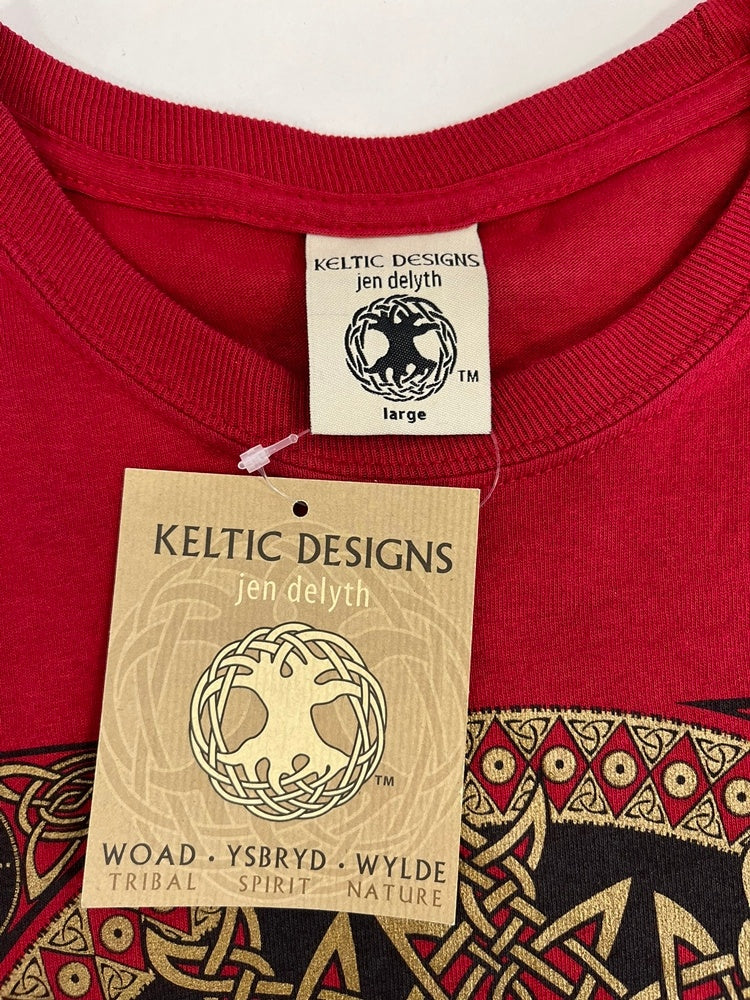 KELTIC DESIGNS
jen delyth
TM
large
KELTIC DESIGNS
jen delyth
TM
WOAD · YSBRYD · WYLDE
TRIBAL SPIRIT NATURE